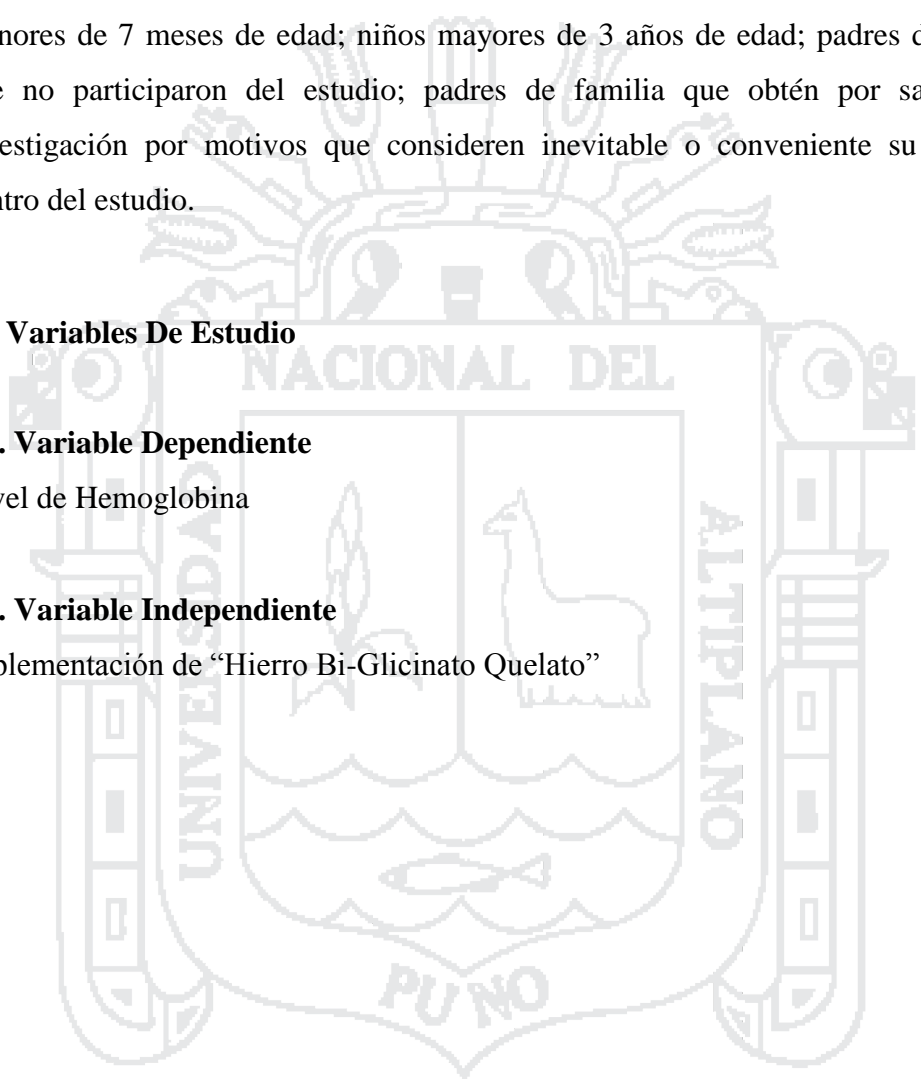 nores de 7 meses de edad; niños mayores de 3 años de edad; padres d
e no participaron del estudio; padres de familia que obtén por sa
estigación por motivos que consideren inevitable o conveniente su
ntro del estudio.
Variables De Estudio
. Variable Dependiente
vel de Hemoglobina
. Variable Independiente
plementación de “Hierro Bi-Glicinato Quelato”
NACIONAL DEL
UNIVERSIDAD
ALTIPLANO
PUNO